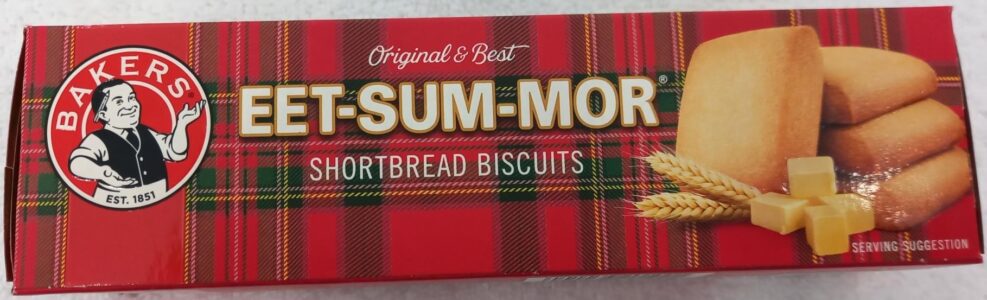 BAKERS®
EST. 1851
Original & Best
EET-SUM-MOR®
SHORTBREAD BISCUITS
SERVING SUGGESTION